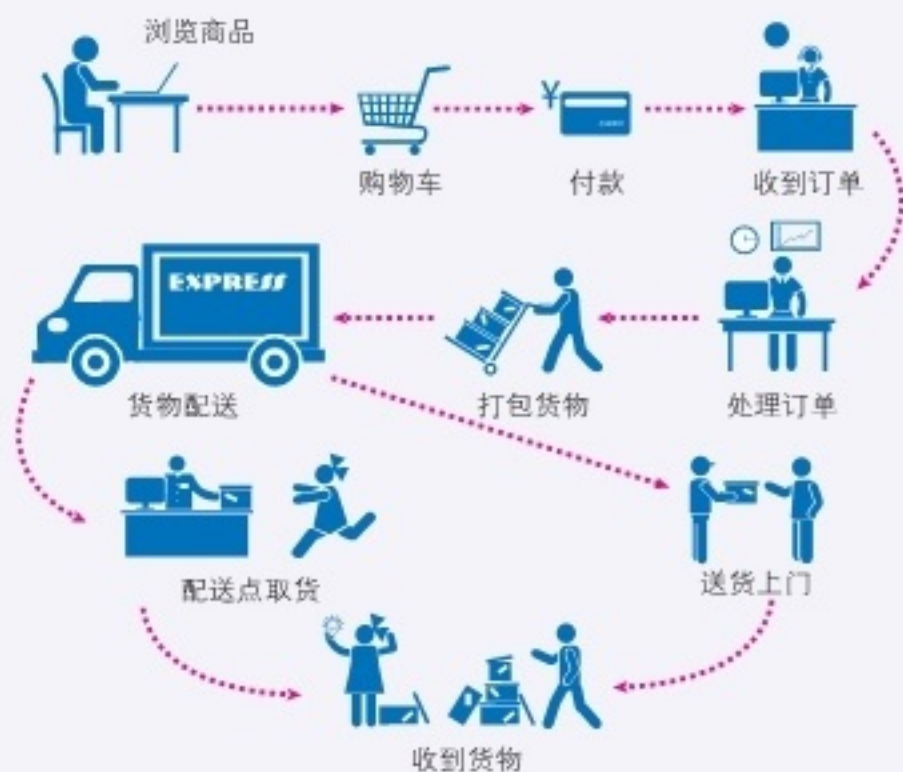 浏览商品
购物车
¥
付款
收到订单
EXPRESS
货物配送
打包货物
处理订单
配送点取货
送货上门
收到货物